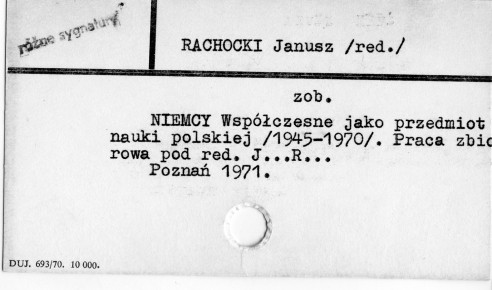 różne sygnatury
RACHOCKI Janusz /red./
zob.
NIEMCY Współczesne jako przedmiot
nauki polskiej /1945-1970/. Praca zbio
rowa pod red. J...R...
Poznań 1971.
DUJ. 693/70. 10 000.